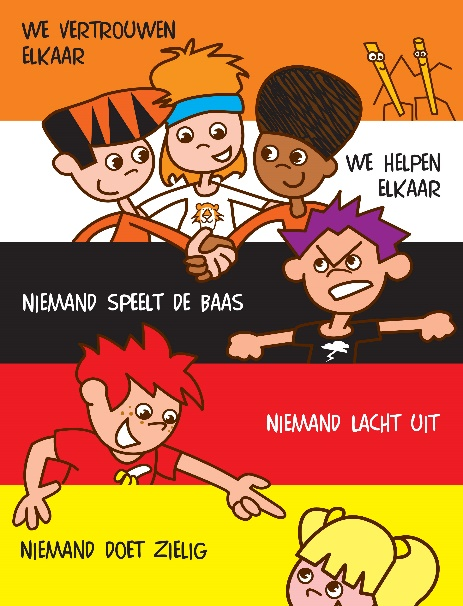 WE VERTROUWEN
ELKAAR
WE HELPEN
ELKAAR
NIEMAND SPEELT DE BAAS
NIEMAND LACHT UIT
NIEMAND DOET ZIELIG